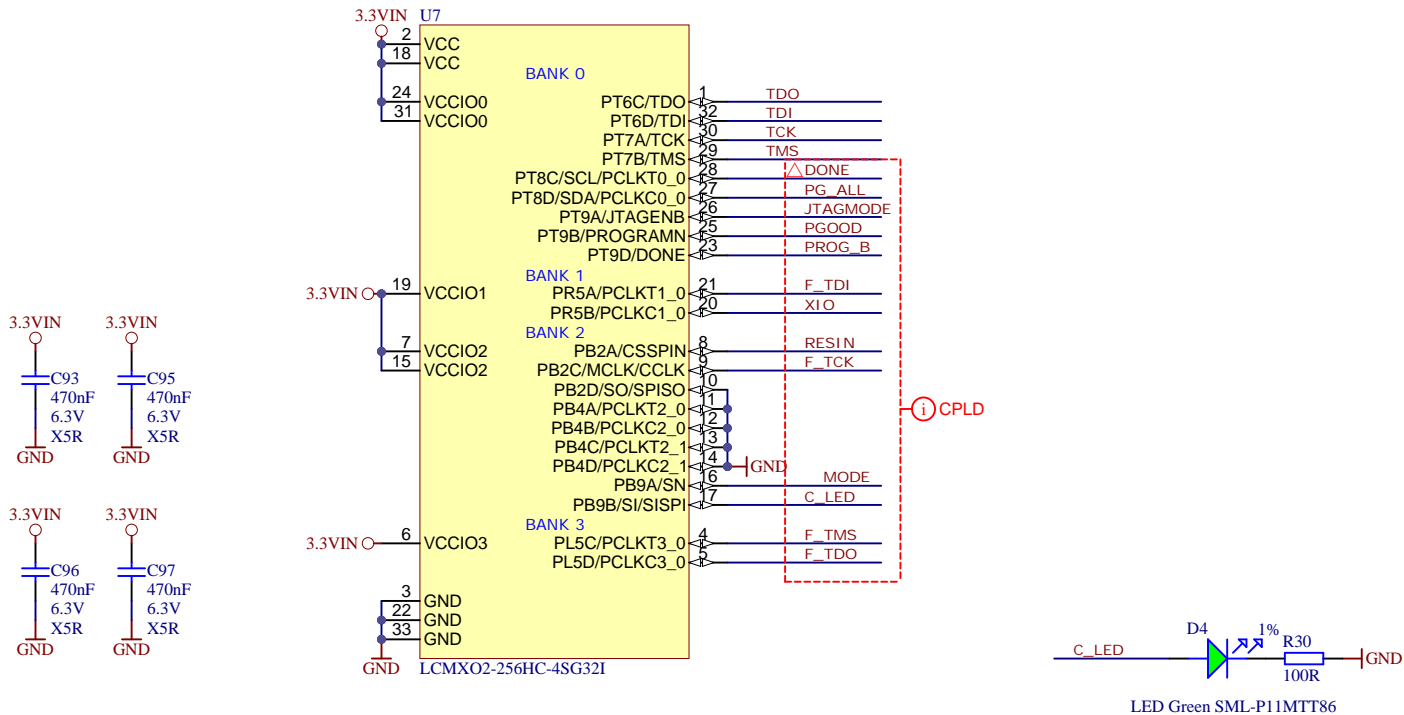 3.3VIN U7
2 VCC
18 VCC
BANK 0
24 VCCIO0
31 VCCIO0
PT6C/TDO 1 TDO
PT6D/TDI 32 TDI
PT7A/TCK 30 TCK
PT7B/TMS 29 TMS
PT8C/SCL/PCLKT0_0 28 DONE
PT8D/SDA/PCLKC0_0 27 PG_ALL
PT9A/JTAGENB 26 JTAGMODE
PT9B/PROGRAMN 25 PGOOD
PT9D/DONE 23 PROG_B
BANK 1
3.3VIN 19 VCCIO1
PR5A/PCLKT1_0 21 F_TDI
PR5B/PCLKC1_0 20 XIO
BANK 2
7 VCCIO2
15 VCCIO2
PB2A/CSSPIN 8 RESIN
PB2C/MCLK/CCLK 9 F_TCK
PB2D/SO/SPISO 10
PB4A/PCLKT2_0 11
PB4B/PCLKC2_0 12
PB4C/PCLKT2_1 13
PB4D/PCLKC2_1 14 GND
PB9A/SN 16 MODE
PB9B/SI/SISPI 17 C_LED
BANK 3
3.3VIN 6 VCCIO3
PL5C/PCLKT3_0 4 F_TMS
PL5D/PCLKC3_0 5 F_TDO
3 GND
22 GND
33 GND
GND
LCMXO2-256HC-4SG32I
i CPLD
3.3VIN
C93
470nF
6.3V
X5R
GND
3.3VIN
C95
470nF
6.3V
X5R
GND
3.3VIN
C96
470nF
6.3V
X5R
GND
3.3VIN
C97
470nF
6.3V
X5R
GND
C_LED D4 1% R30 GND
100R
LED Green SML-P11MTT86